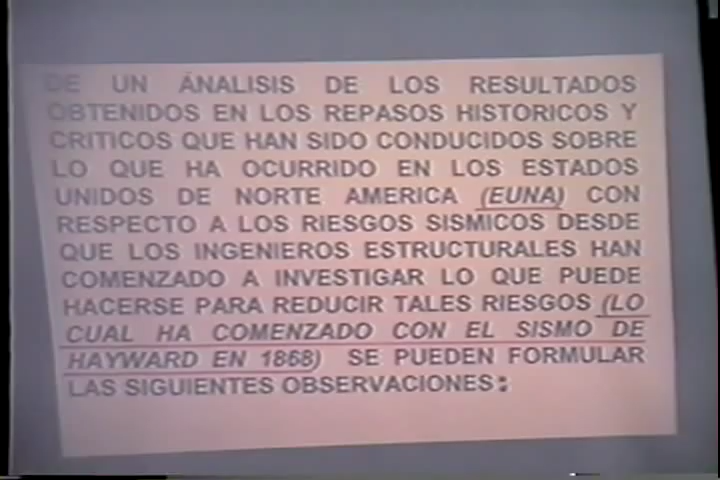 DE UN ÁNALISIS DE LOS RESULTADOS
OBTENIDOS EN LOS REPASOS HISTORICOS Y
CRITICOS QUE HAN SIDO CONDUCIDOS SOBRE
LO QUE HA OCURRIDO EN LOS ESTADOS
UNIDOS DE NORTE AMERICA (EUNA) CON
RESPECTO A LOS RIESGOS SISMICOS DESDE
QUE LOS INGENIEROS ESTRUCTURALES HAN
COMENZADO A INVESTIGAR LO QUE PUEDE
HACERSE PARA REDUCIR TALES RIESGOS (LO
CUAL HA COMENZADO CON EL SISMO DE
HAYWARD EN 1868) SE PUEDEN FORMULAR
LAS SIGUIENTES OBSERVACIONES: